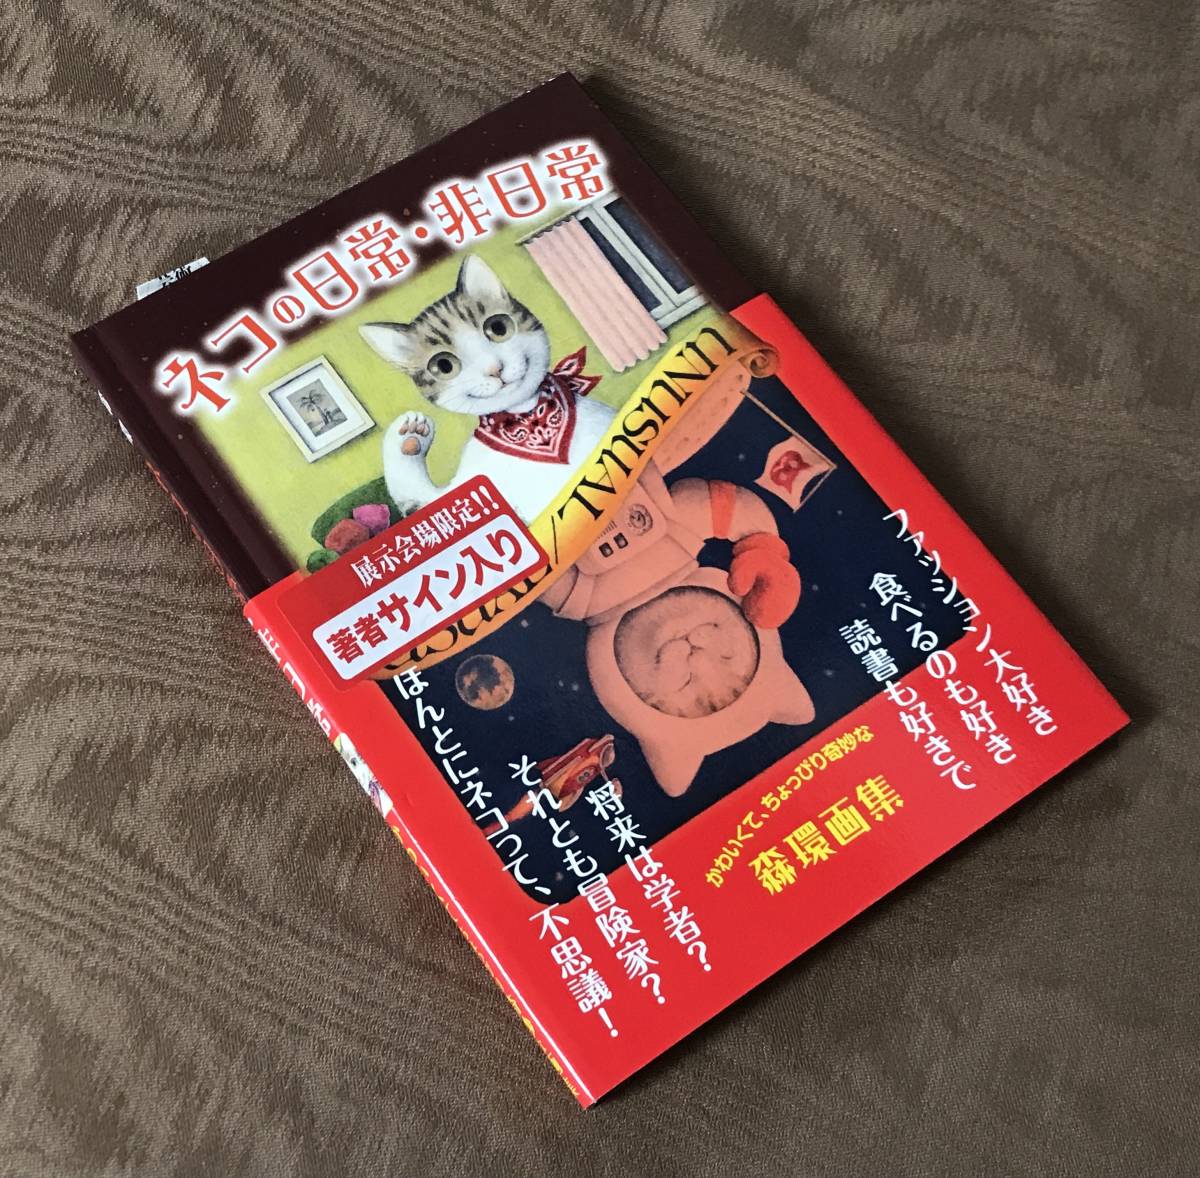 ネコの日常・非日常
UNUSUAL/
展示会場限定!!
著者サイン入り
ファッション大好き
食べるのも好き
読書も好きで
将来は学者?
それとも冒険家?
ほんとにネコって、不思議!
かわいくて、ちょっぴり奇妙な
森環画集